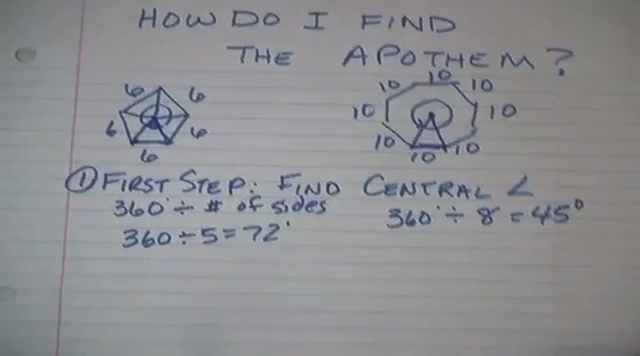 HOW DO I FIND
THE APOTHEM?
6 6 6 6 6
10 10 10 10 10 10 10 10
① FIRST STEP: FIND CENTRAL <
360° ÷ # of sides
360 ÷ 5 = 72°
360° ÷ 8 = 45°